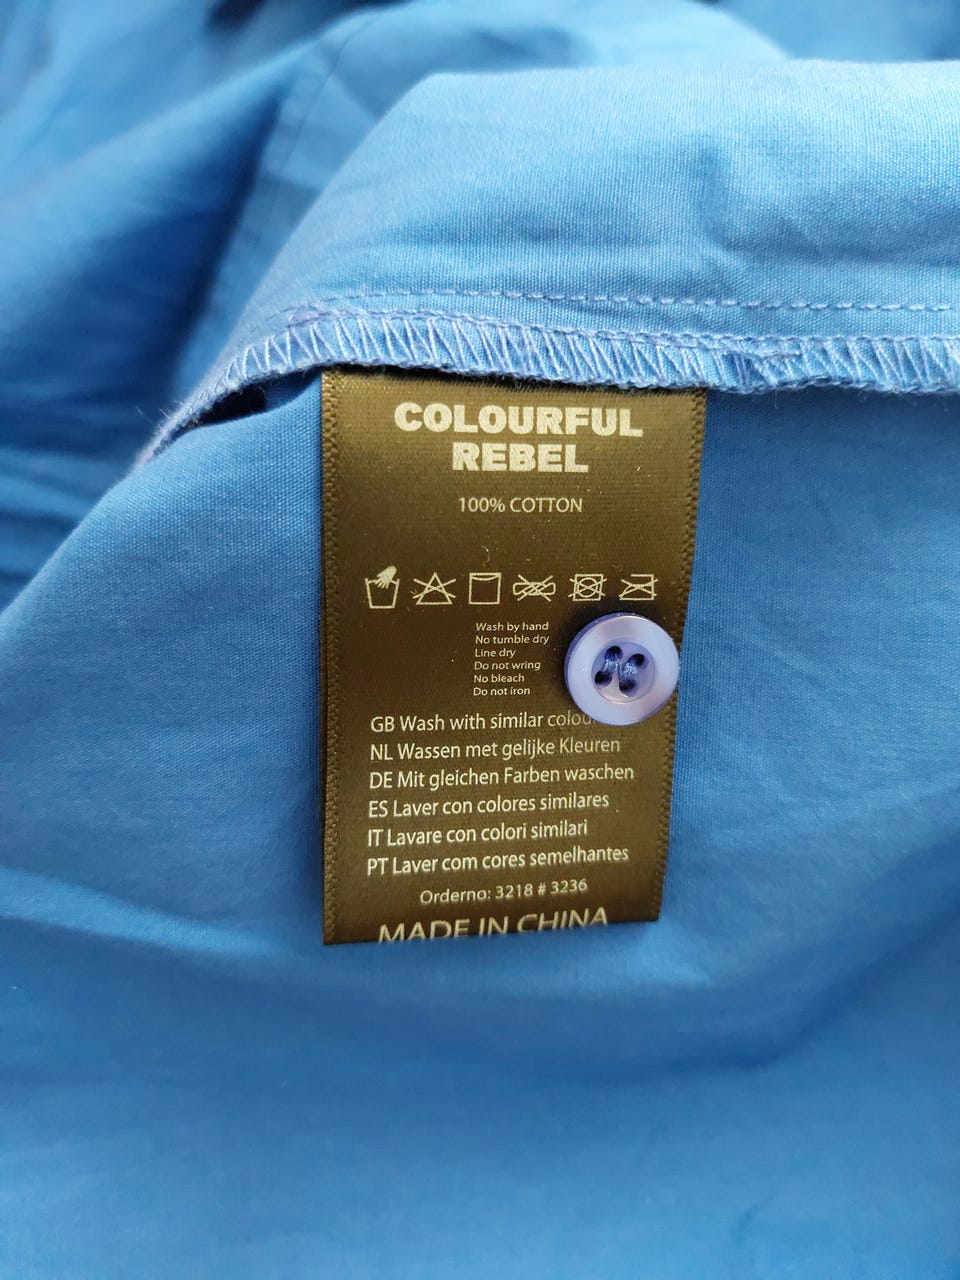 COLOURFUL
REBEL
100% COTTON
Wash by hand
No tumble dry
Line dry
Do not wring
No bleach
Do not iron
GB Wash with similar
NL Wassen met gelijke Kleuren
DE Mit gleichen Farben waschen
ES Laver con colores similares
IT Lavare con colori similari
PT Laver com cores semelhantes
Orderno: 3218 # 3236
MADE IN CHINA